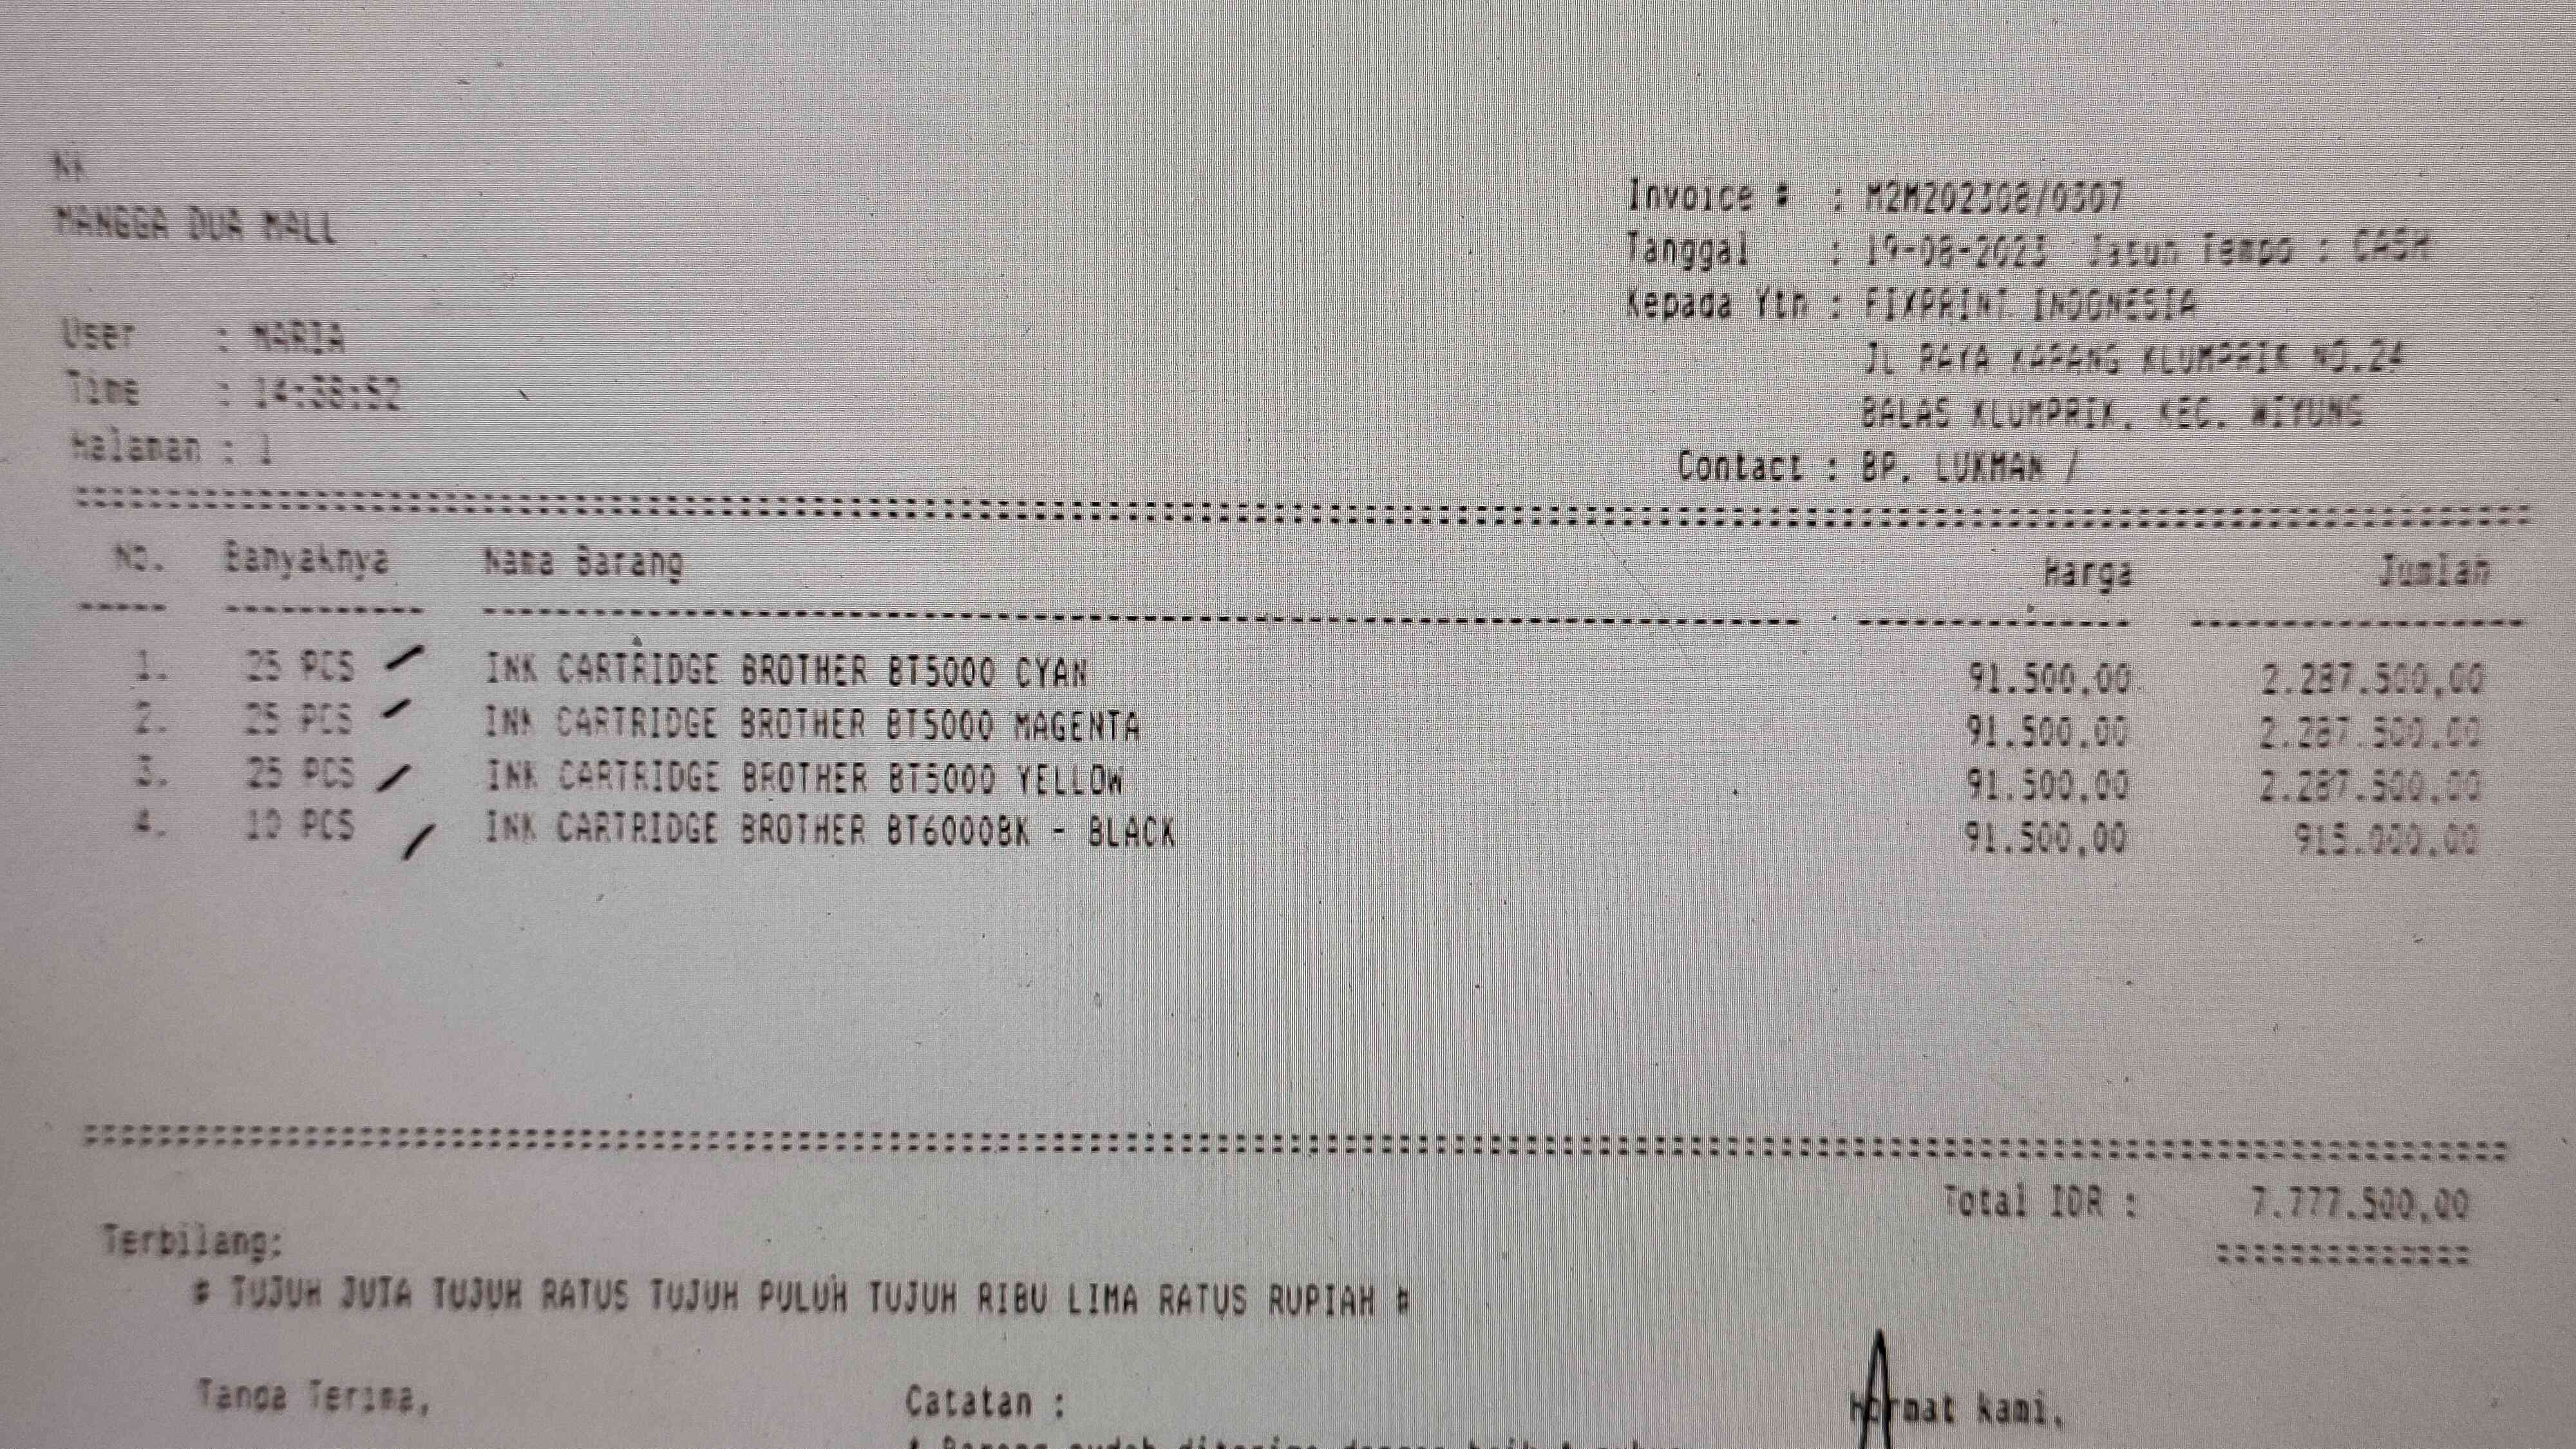 MANGGA DUA MALL
Invoice # : M2M202308/0307
Tanggal : 19-08-2023 Jatuh Tempo : CASH
Kepada Yth : FIXPRINT INDONESIA
JL RAYA KARANG KLUMPRIK NO.24
BALAS KLUMPRIK, KEC. WIYUNG
Contact : BP. LUKMAN /
User : MARIA
Time : 14:38:52
Halaman : 1
No. Banyaknya Nama Barang Harga Jumlah
1. 25 PCS INK CARTRIDGE BROTHER BT5000 CYAN 91.500,00 2.287.500,00
2. 25 PCS INK CARTRIDGE BROTHER BT5000 MAGENTA 91.500,00 2.287.500,00
3. 25 PCS INK CARTRIDGE BROTHER BT5000 YELLOW 91.500,00 2.287.500,00
4. 10 PCS INK CARTRIDGE BROTHER BT6000BK - BLACK 91.500,00 915.000,00
Total IDR : 7.777.500,00
Terbilang:
# TUJUH JUTA TUJUH RATUS TUJUH PULUH TUJUH RIBU LIMA RATUS RUPIAH #
Tanda Terima, Catatan : Hormat kami,